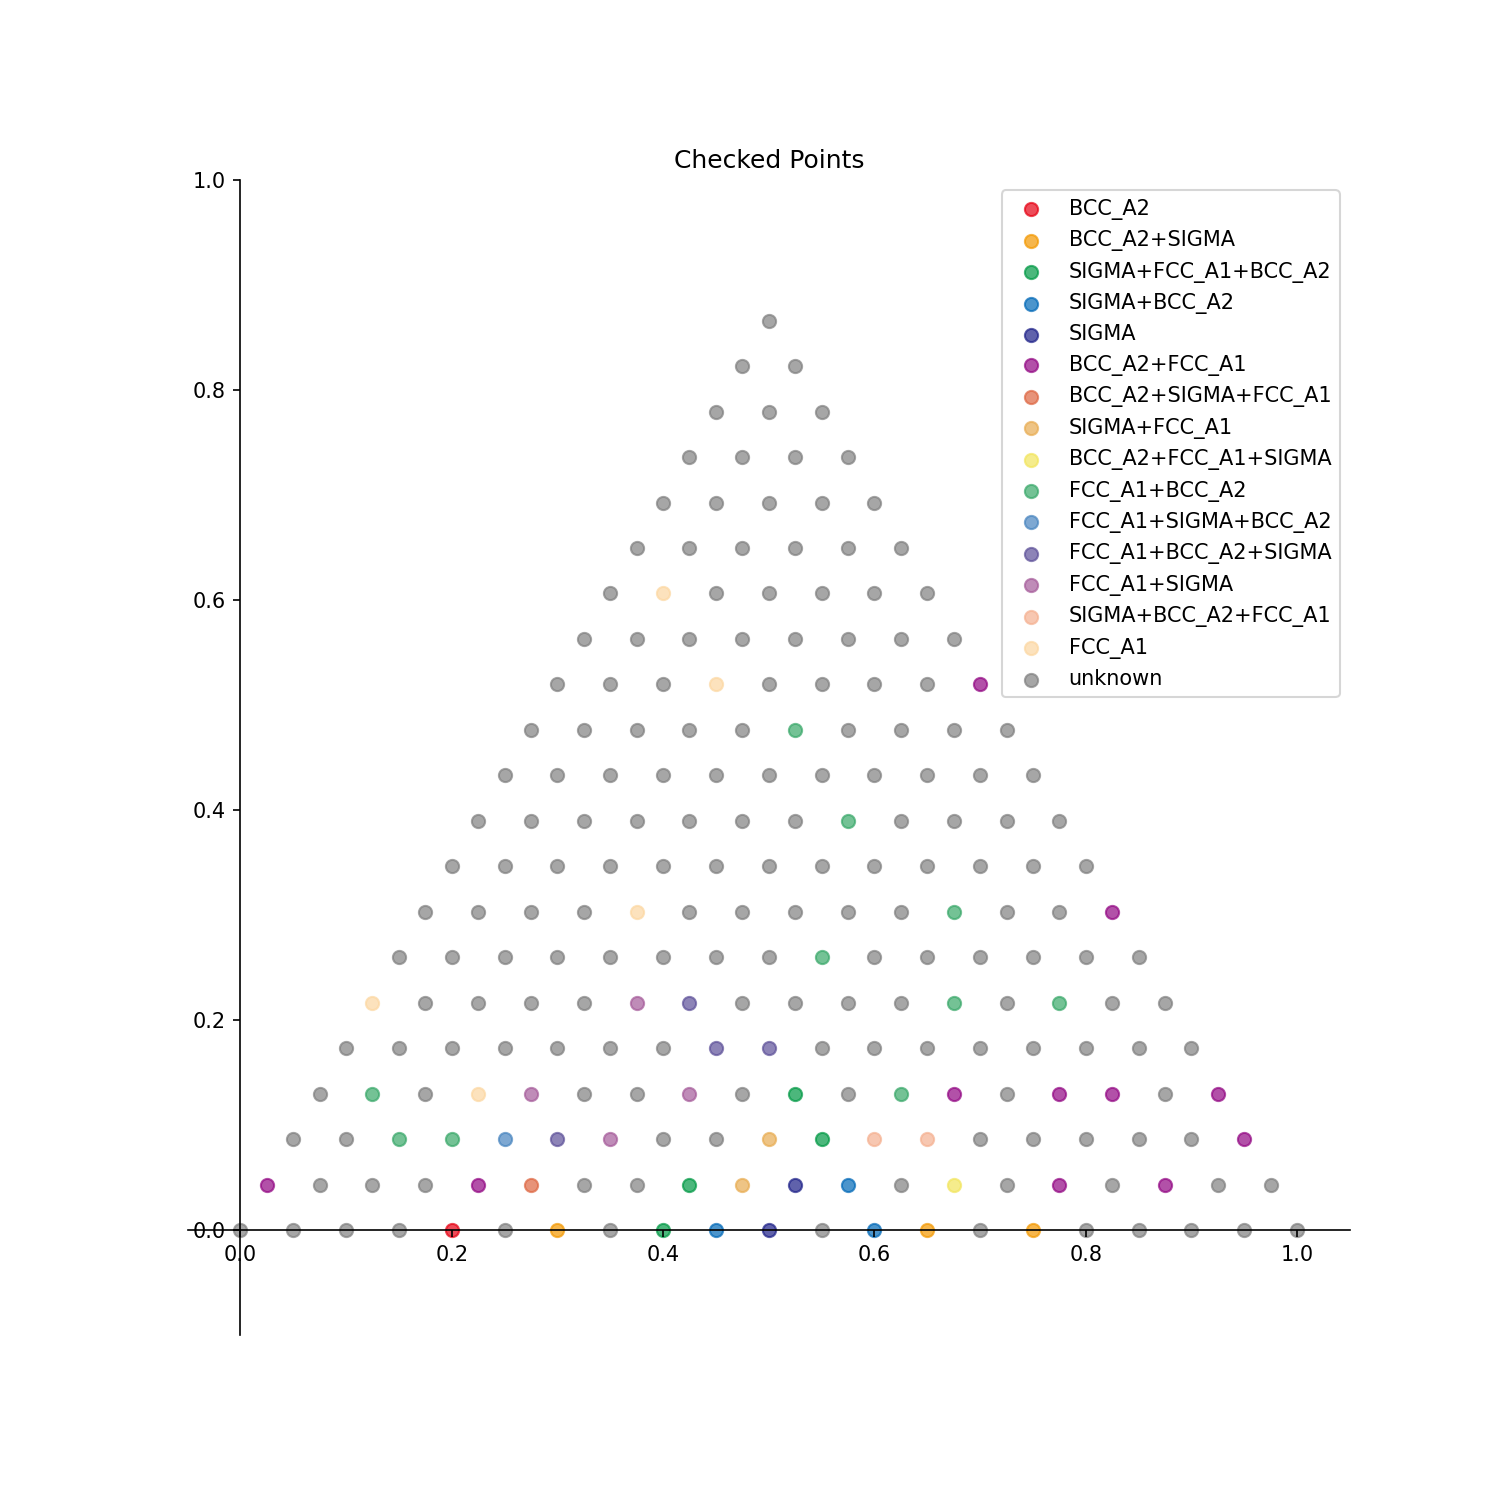 Checked Points
1.0
0.8
0.6
0.4
0.2
0.0
0.0
0.2
0.4
0.6
0.8
1.0
BCC_A2
BCC_A2+SIGMA
SIGMA+FCC_A1+BCC_A2
SIGMA+BCC_A2
SIGMA
BCC_A2+FCC_A1
BCC_A2+SIGMA+FCC_A1
SIGMA+FCC_A1
BCC_A2+FCC_A1+SIGMA
FCC_A1+BCC_A2
FCC_A1+SIGMA+BCC_A2
FCC_A1+BCC_A2+SIGMA
FCC_A1+SIGMA
SIGMA+BCC_A2+FCC_A1
FCC_A1
unknown